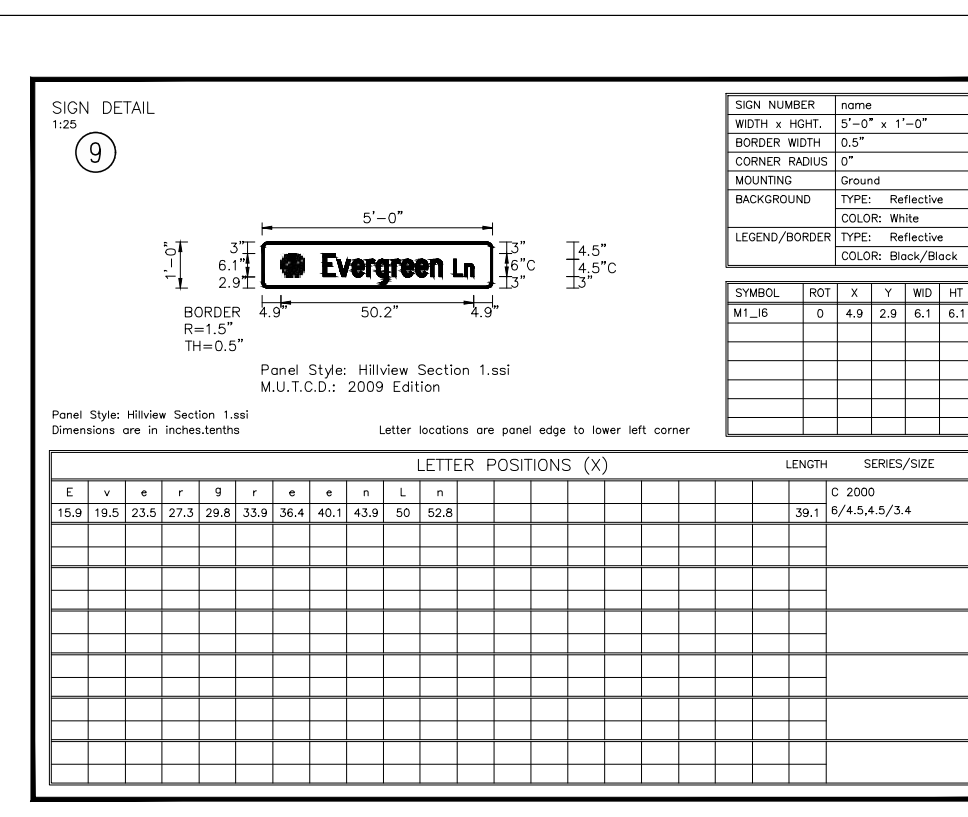 SIGN DETAIL
1:25
9
5'-0"
1'-0"
3"
6.1"
2.9"
Evergreen Ln
3"
6"C
3"
4.5"
4.5"C
3"
4.9"
50.2"
4.9"
BORDER
R=1.5"
TH=0.5"
Panel Style: Hillview Section 1.ssi
M.U.T.C.D.: 2009 Edition
Panel Style: Hillview Section 1.ssi
Dimensions are in inches.tenths
Letter locations are panel edge to lower left corner
SIGN NUMBER name
WIDTH x HGHT. 5'-0" x 1'-0"
BORDER WIDTH 0.5"
CORNER RADIUS 0"
MOUNTING Ground
BACKGROUND TYPE: Reflective
COLOR: White
LEGEND/BORDER TYPE: Reflective
COLOR: Black/Black
SYMBOL ROT X Y WID HT
M1_I6 0 4.9 2.9 6.1 6.1
LETTER POSITIONS (X) LENGTH SERIES/SIZE
E v e r g r e e n L n C 2000
15.9 19.5 23.5 27.3 29.8 33.9 36.4 40.1 43.9 50 52.8 39.1 6/4.5,4.5/3.4